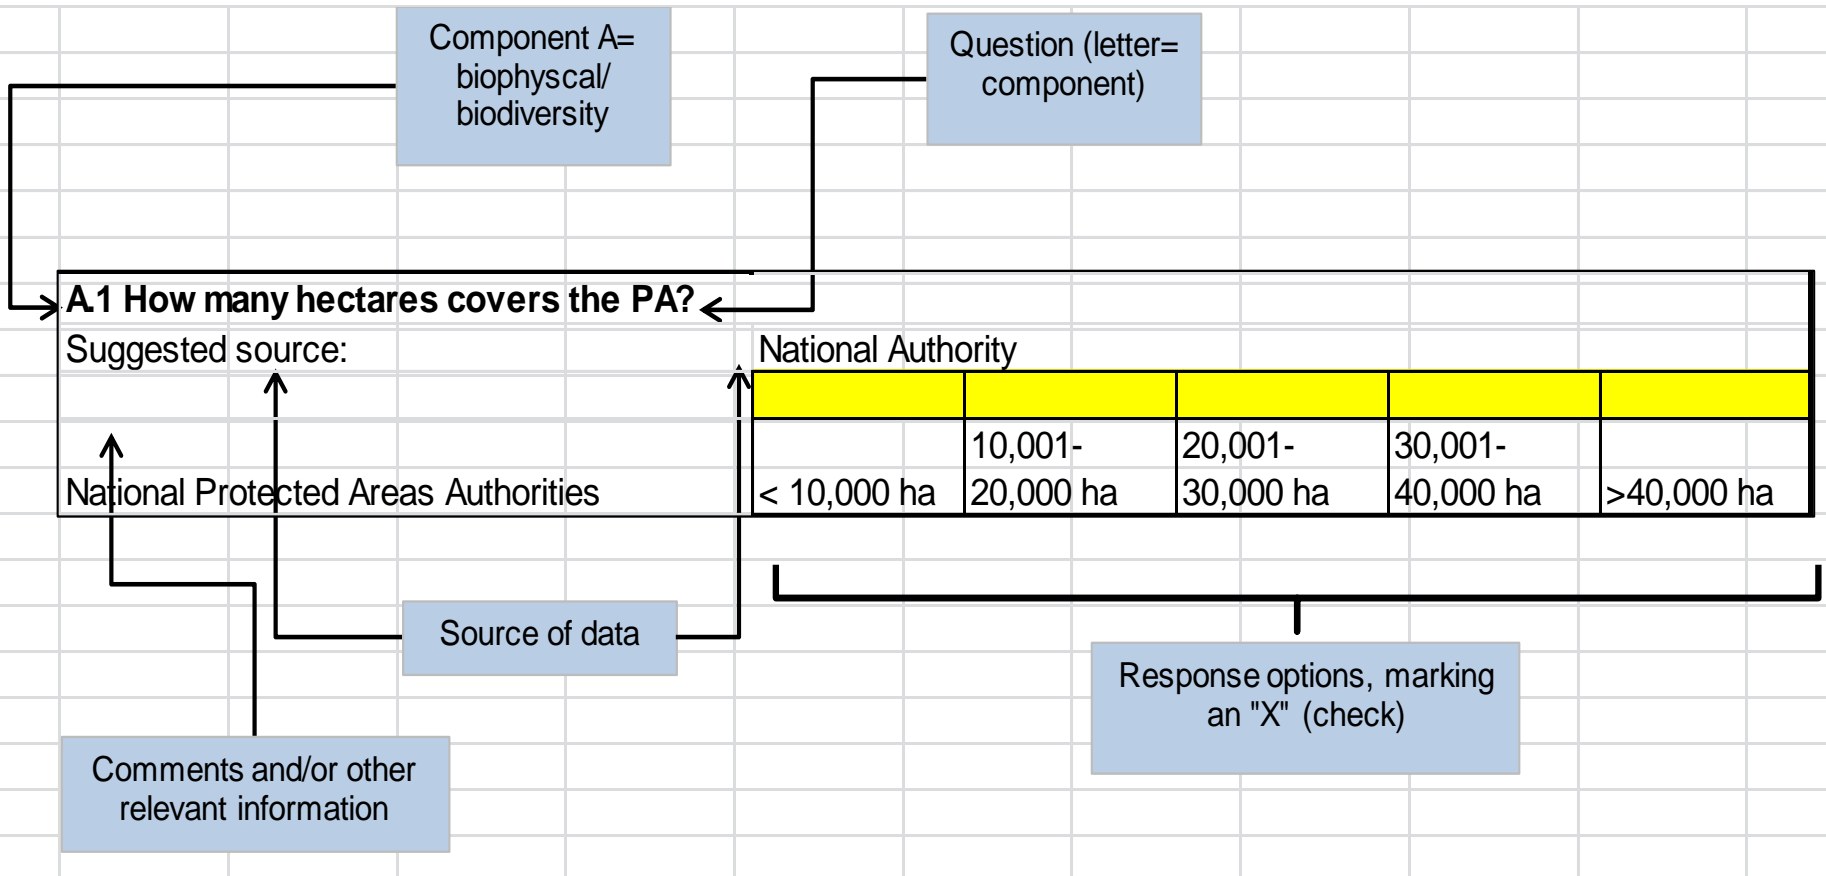 Component A=
biophyscal/
biodiversity
Question (letter=
component)
A.1 How many hectares covers the PA?
Suggested source:
National Authority
10,001-
20,001-
30,001-
National Protected Areas Authorities
< 10,000 ha
20,000 ha
30,000 ha
40,000 ha
>40,000 ha
Source of data
Response options, marking
an "X" (check)
Comments and/or other
relevant information